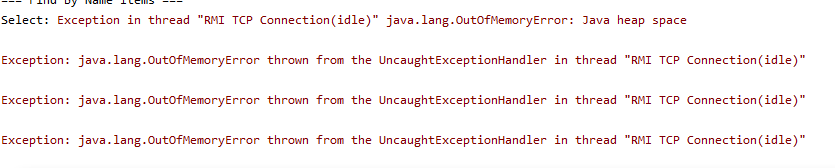 === Find By Name Items ===
Select: Exception in thread "RMI TCP Connection(idle)" java.lang.OutOfMemoryError: Java heap space
Exception: java.lang.OutOfMemoryError thrown from the UncaughtExceptionHandler in thread "RMI TCP Connection(idle)"
Exception: java.lang.OutOfMemoryError thrown from the UncaughtExceptionHandler in thread "RMI TCP Connection(idle)"
Exception: java.lang.OutOfMemoryError thrown from the UncaughtExceptionHandler in thread "RMI TCP Connection(idle)"